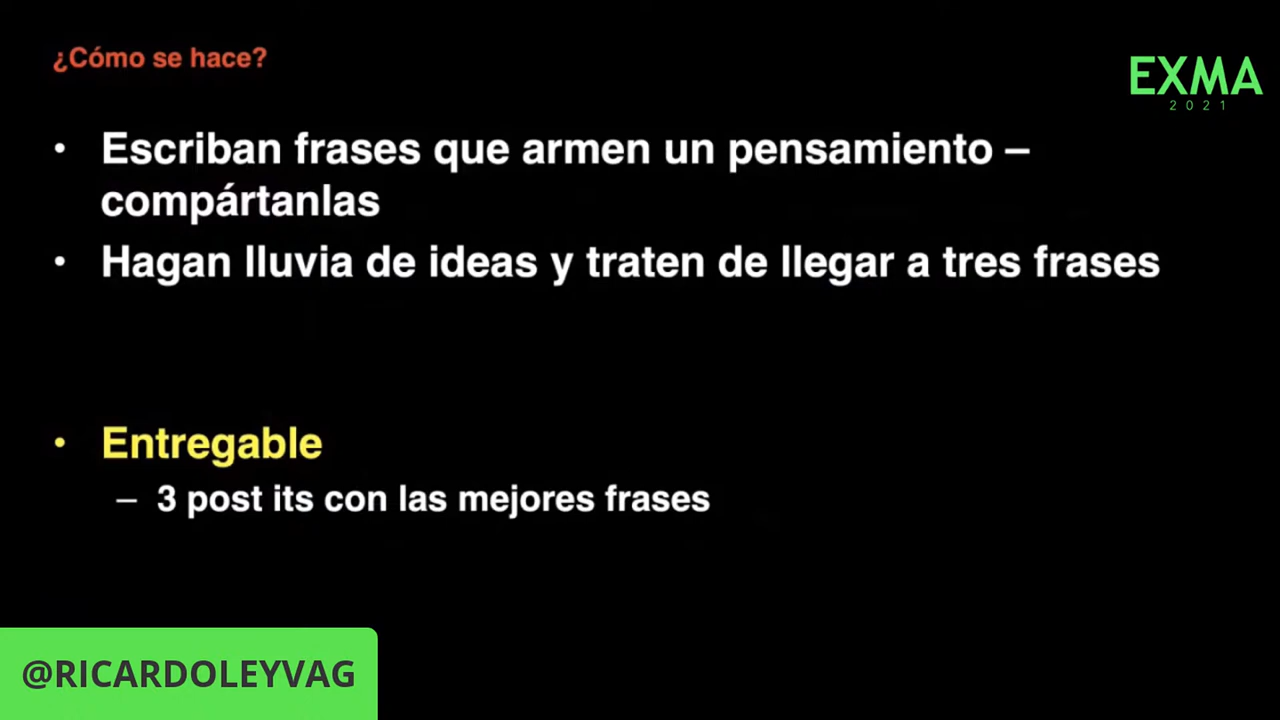 ¿Cómo se hace?
EXMA
2021
• Escriban frases que armen un pensamiento –
compártanlas
• Hagan lluvia de ideas y traten de llegar a tres frases
• Entregable
– 3 post its con las mejores frases
@RICARDOLEYVAG